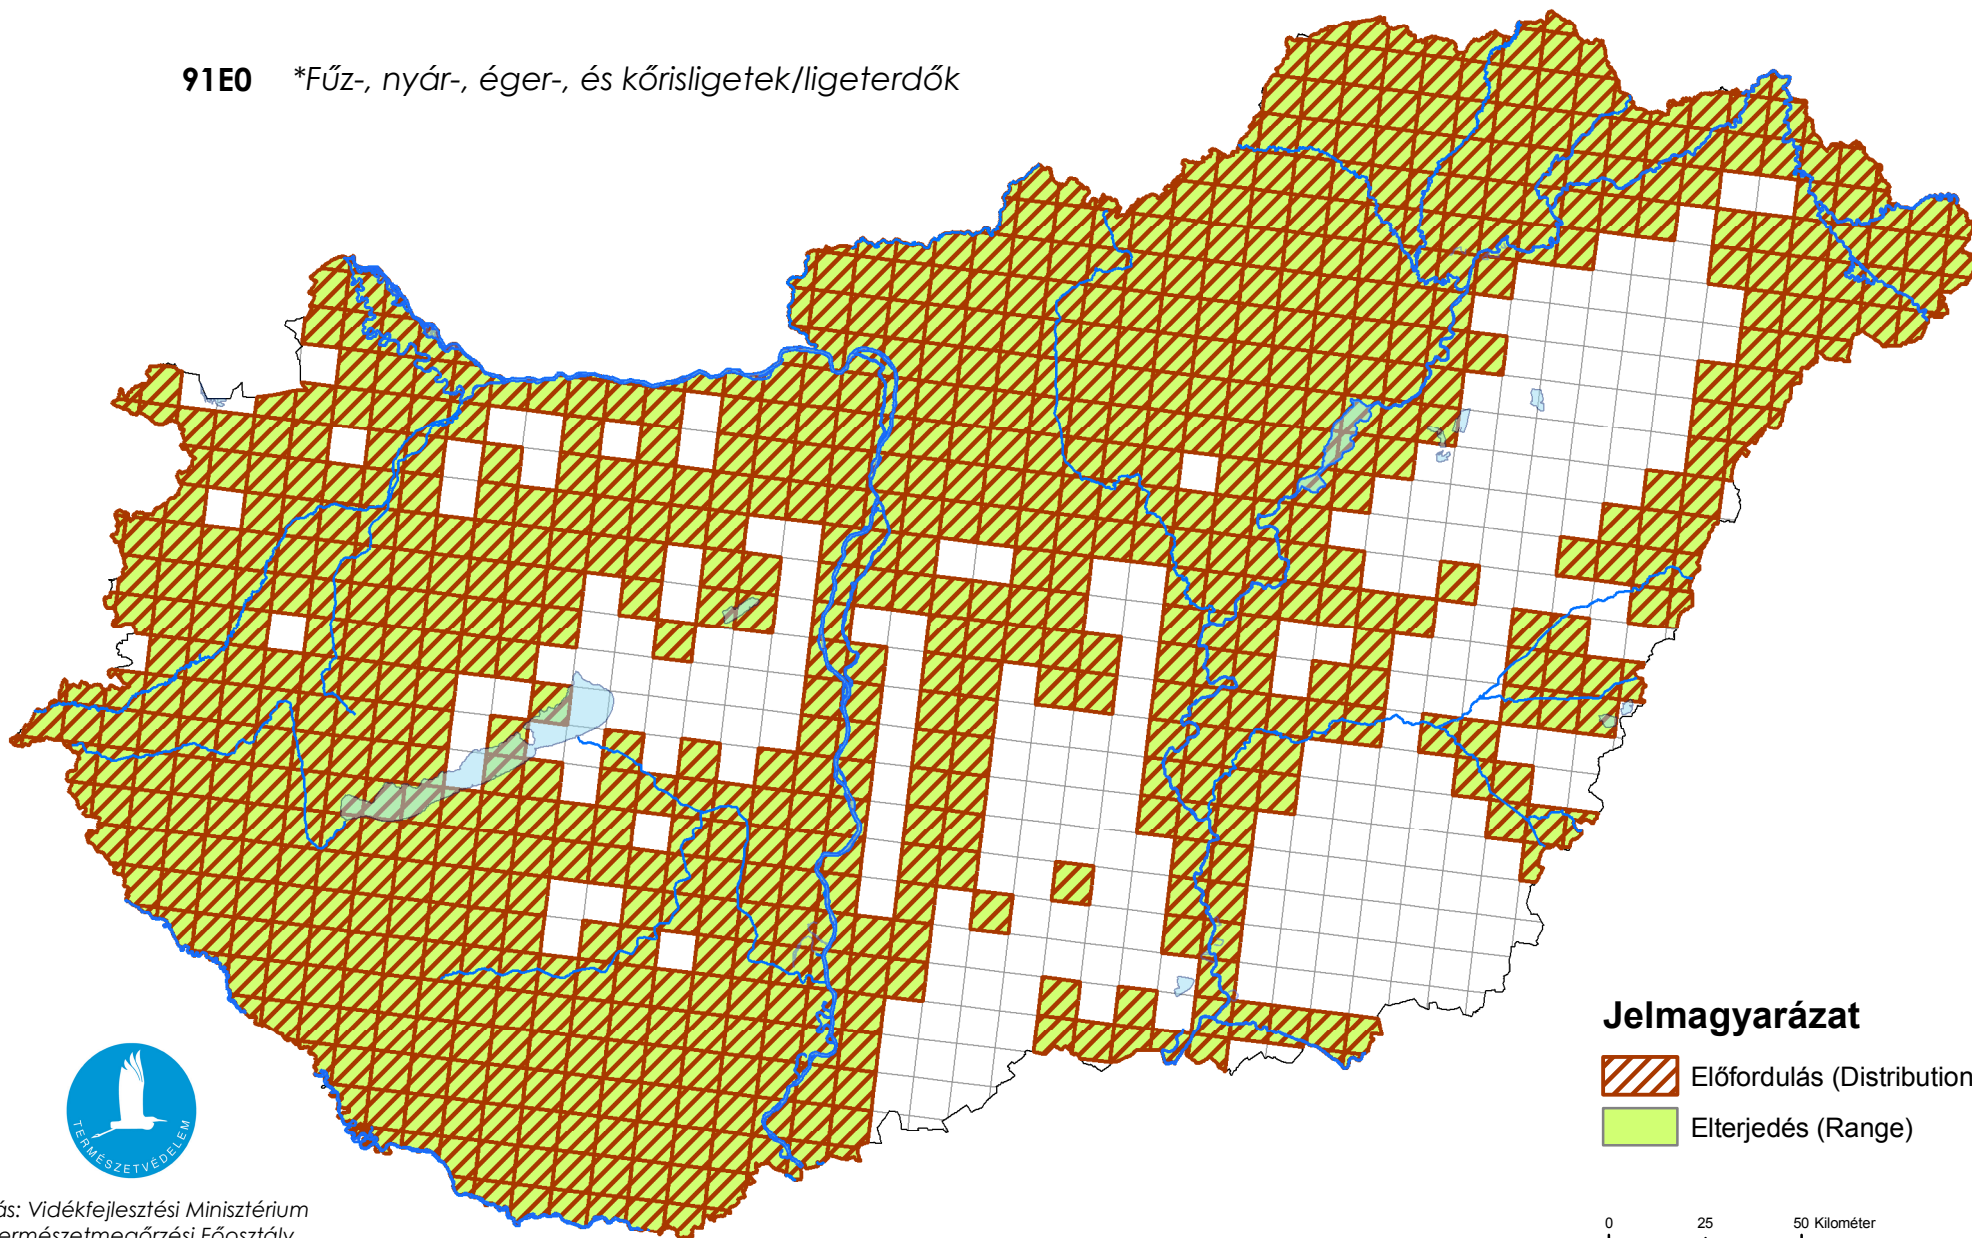 91E0 *Fűz-, nyár-, éger-, és kőrisligetek/ligeterdők
Jelmagyarázat
Előfordulás (Distribution
Elterjedés (Range)
TERMÉSZETVÉDELEM
ás: Vidékfejlesztési Minisztérium
ermészetmegőrzési Főosztály
0 25 50 Kilométer